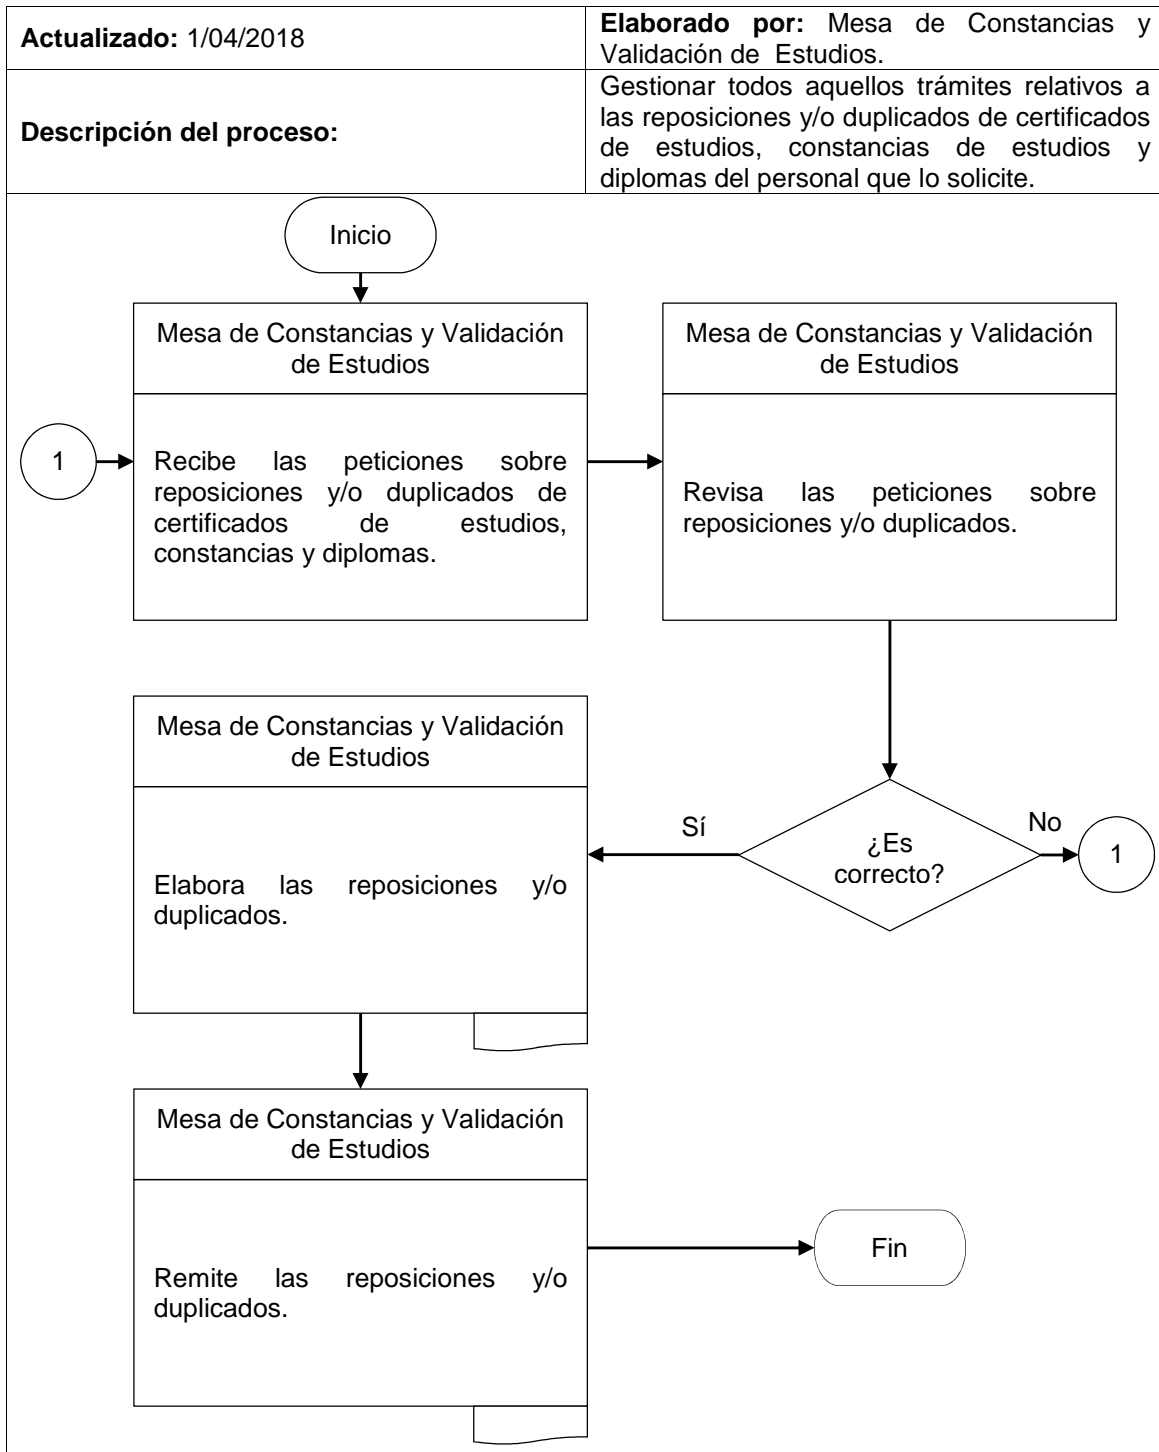 Actualizado: 1/04/2018
Elaborado por: Mesa de Constancias y
Validación de Estudios.
Descripción del proceso:
Gestionar todos aquellos trámites relativos a
las reposiciones y/o duplicados de certificados
de estudios, constancias de estudios y
diplomas del personal que lo solicite.
Inicio
Mesa de Constancias y Validación
de Estudios
1
Recibe las peticiones sobre
reposiciones y/o duplicados de
certificados de estudios,
constancias y diplomas.
Mesa de Constancias y Validación
de Estudios
Revisa las peticiones sobre
reposiciones y/o duplicados.
¿Es
correcto?
No
1
Sí
Mesa de Constancias y Validación
de Estudios
Elabora las reposiciones y/o
duplicados.
Mesa de Constancias y Validación
de Estudios
Remite las reposiciones y/o
duplicados.
Fin